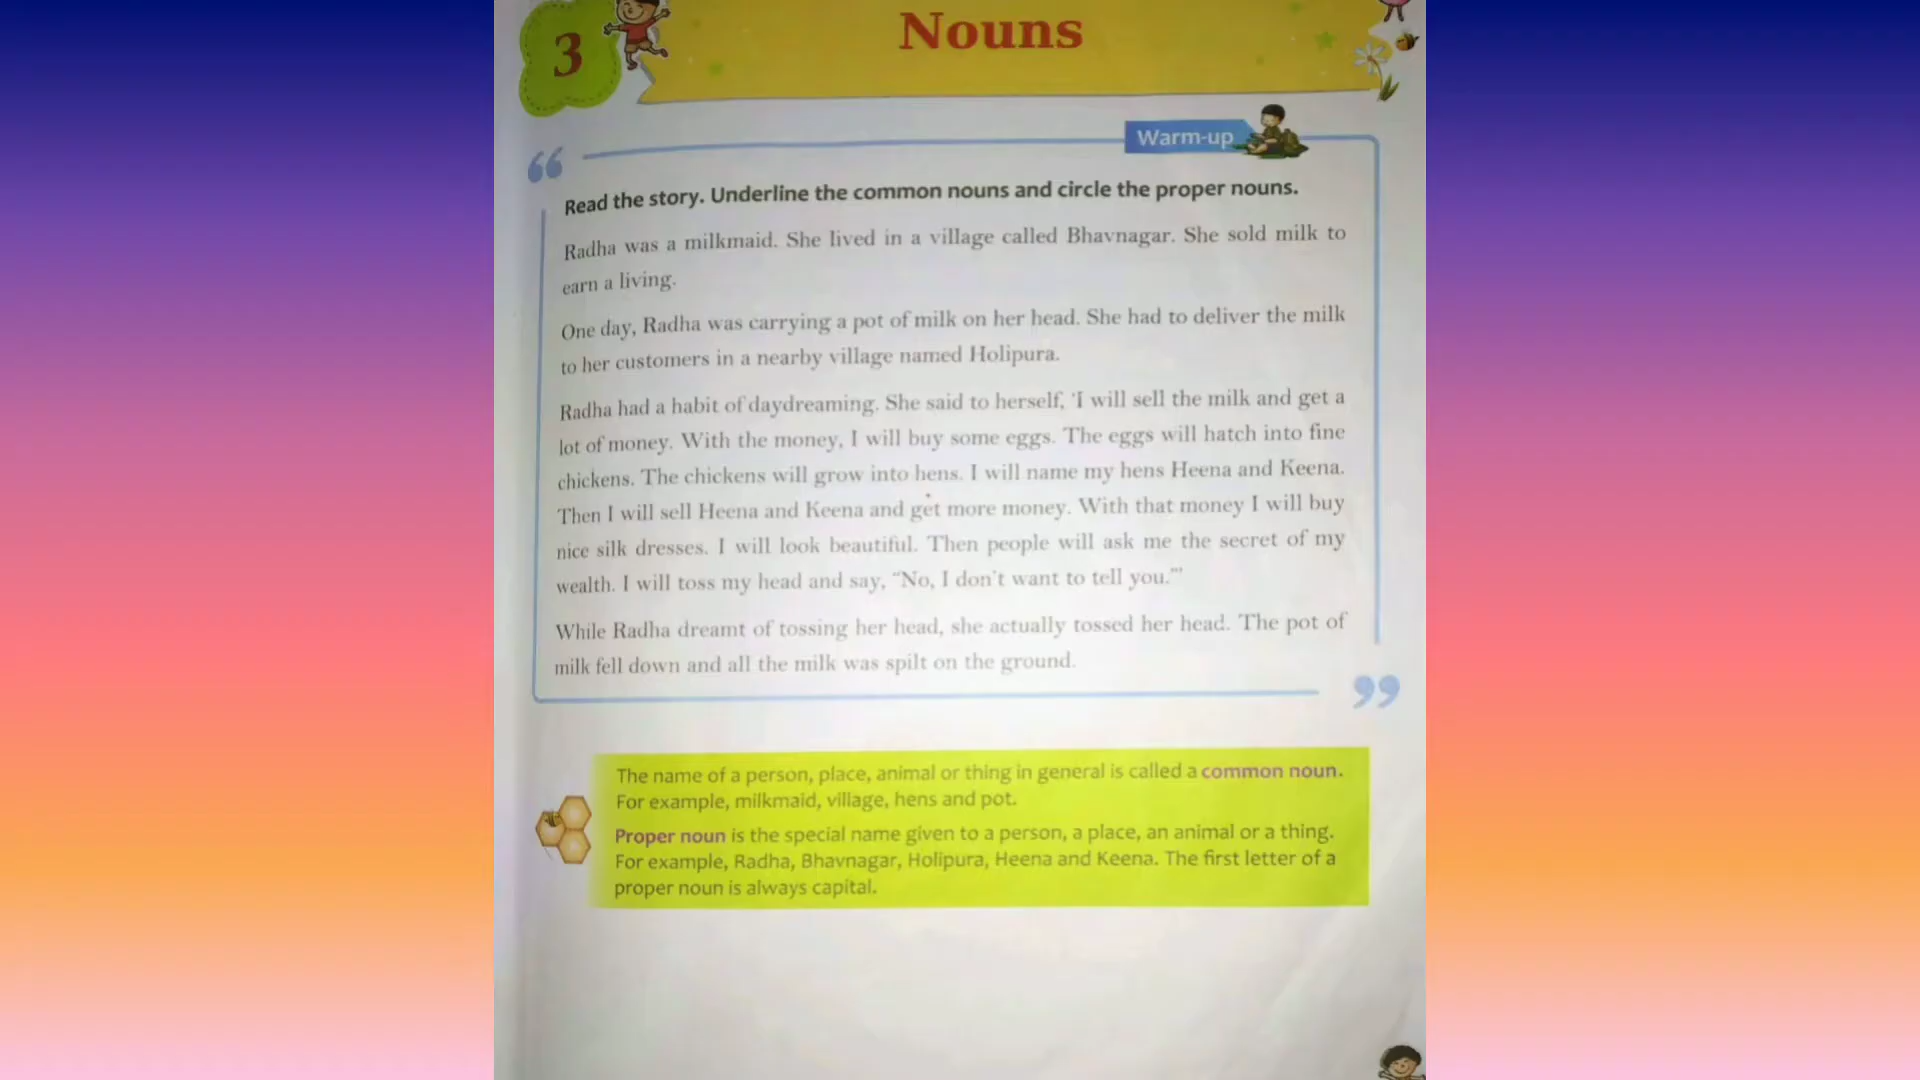 3
Nouns
Warm-up
Read the story. Underline the common nouns and circle the proper nouns.
Radha was a milkmaid. She lived in a village called Bhavnagar. She sold milk to
earn a living.
One day, Radha was carrying a pot of milk on her head. She had to deliver the milk
to her customers in a nearby village named Holipura.
Radha had a habit of daydreaming. She said to herself, 'I will sell the milk and get a
lot of money. With the money, I will buy some eggs. The eggs will hatch into fine
chickens. The chickens will grow into hens. I will name my hens Heena and Keena.
Then I will sell Heena and Keena and get more money. With that money I will buy
nice silk dresses. I will look beautiful. Then people will ask me the secret of my
wealth. I will toss my head and say, “No, I don't want to tell you.”'
While Radha dreamt of tossing her head, she actually tossed her head. The pot of
milk fell down and all the milk was spilt on the ground.
The name of a person, place, animal or thing in general is called a common noun.
For example, milkmaid, village, hens and pot.
Proper noun is the special name given to a person, a place, an animal or a thing.
For example, Radha, Bhavnagar, Holipura, Heena and Keena. The first letter of a
proper noun is always capital.